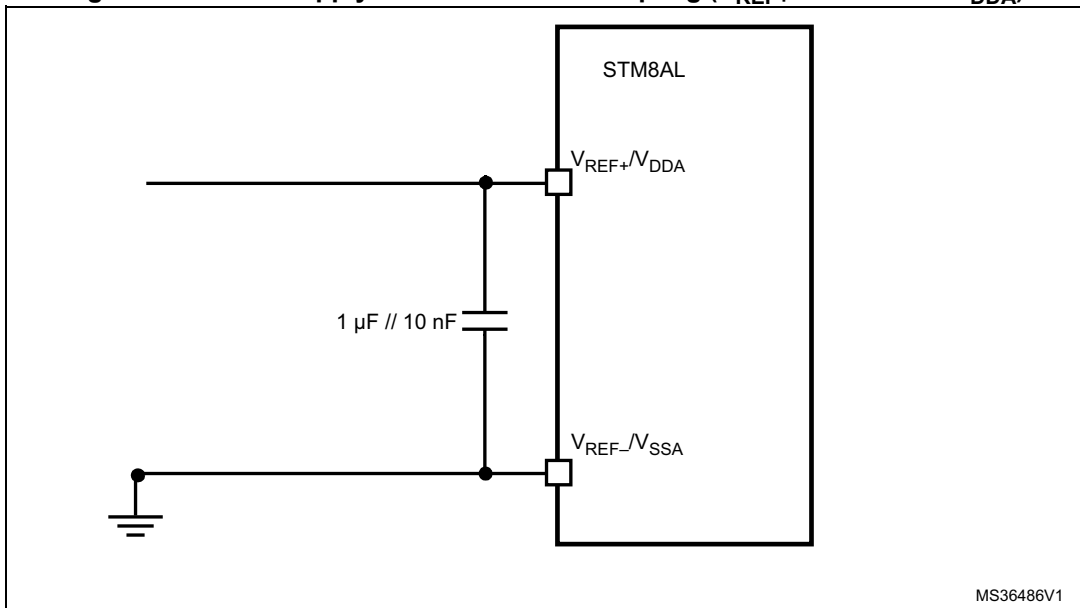 STM8AL
VREF+/VDDA
1 µF // 10 nF
VREF–/VSSA
MS36486V1